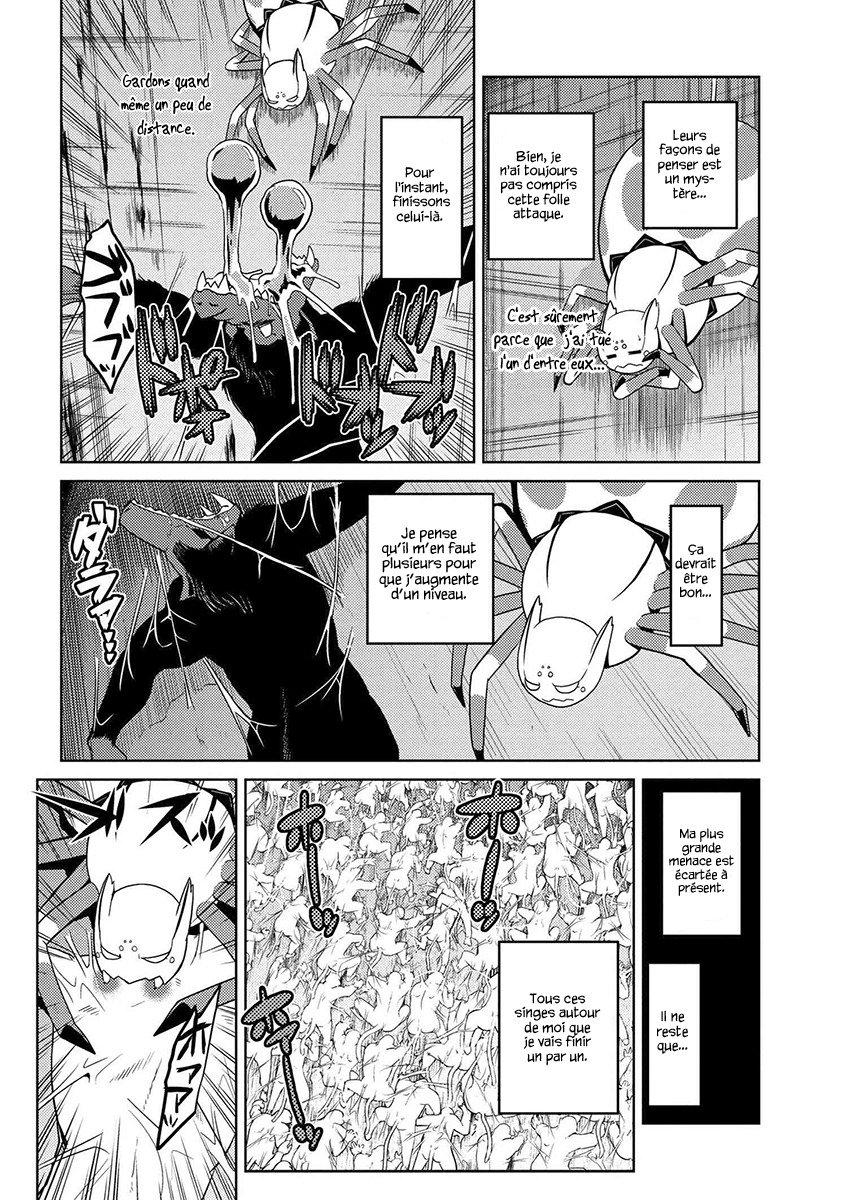 Leurs
façons de
penser est
un mys-
tère...
Bien, je
n'ai toujours
pas compris
cette folle
attaque.
C'est sûrement
parce que j'ai tué
l'un d'entre eux...
Pour
l'instant,
finissons
celui-là.
Gardons quand
même un peu de
distance.
Ça
devrait
être
bon...
Je pense
qu'il m'en faut
plusieurs pour
que j'augmente
d'un niveau.
Ma plus
grande
menace est
écartée à
présent.
Il ne
reste
que...
Tous ces
singes autour
de moi que
je vais finir
un par un.